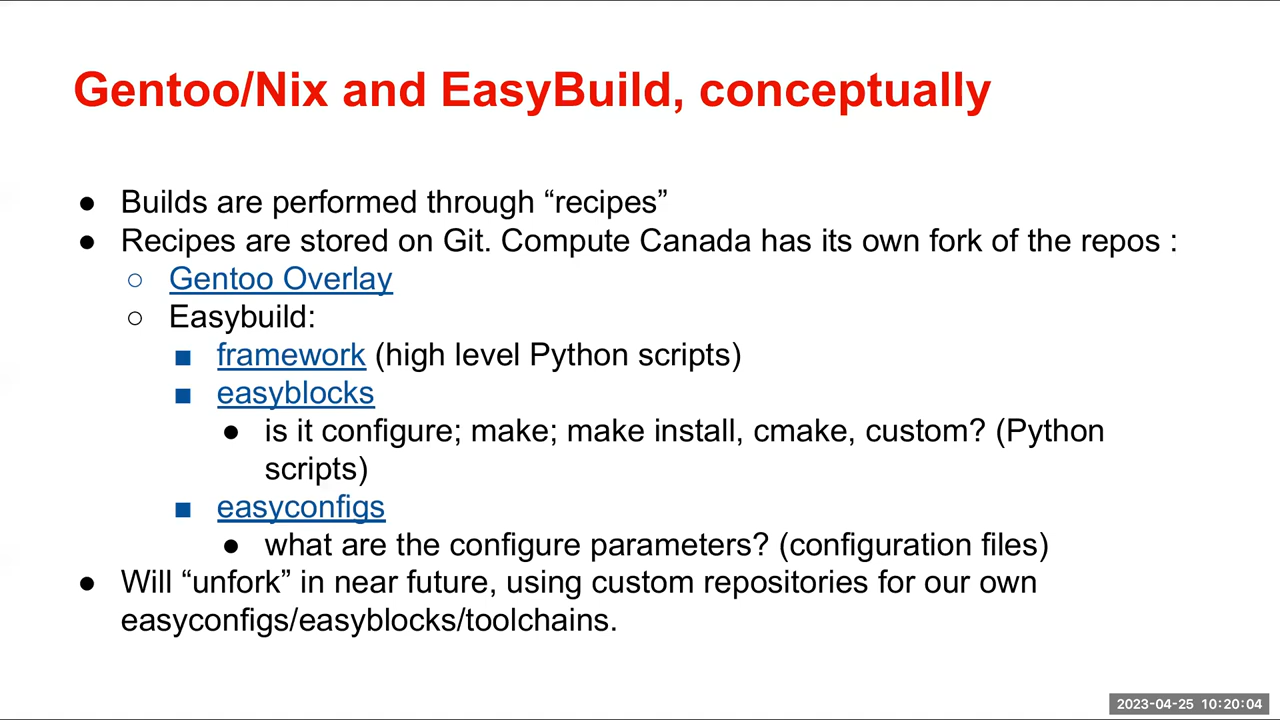 Gentoo/Nix and EasyBuild, conceptually
● Builds are performed through “recipes”
● Recipes are stored on Git. Compute Canada has its own fork of the repos :
○ Gentoo Overlay
○ Easybuild:
■ framework (high level Python scripts)
■ easyblocks
● is it configure; make; make install, cmake, custom? (Python
scripts)
■ easyconfigs
● what are the configure parameters? (configuration files)
● Will “unfork” in near future, using custom repositories for our own
easyconfigs/easyblocks/toolchains.
2023-04-25 10:20:04